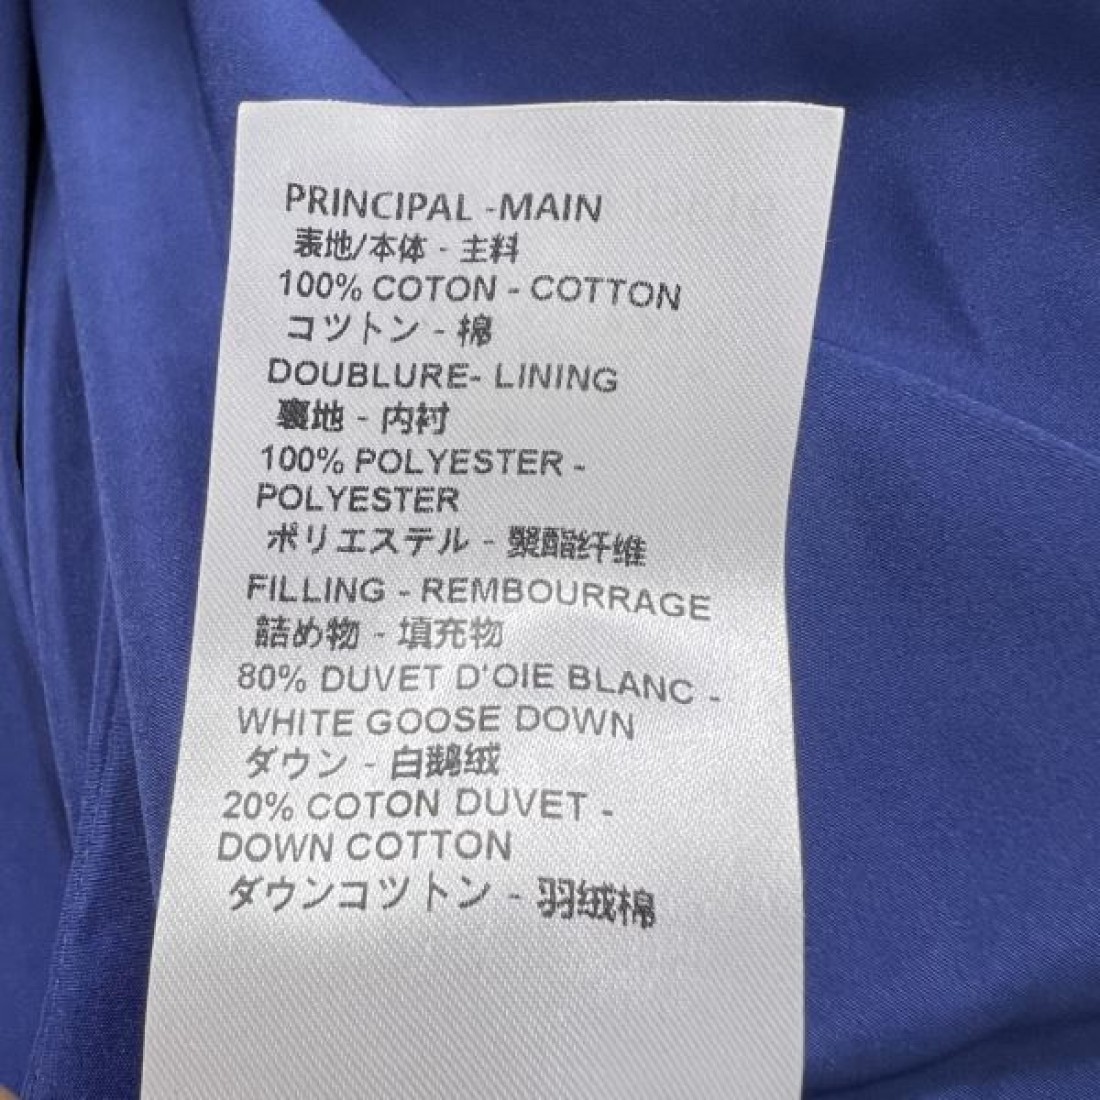 PRINCIPAL -MAIN
表地/本体 - 主料
100% COTON - COTTON
コツトン - 棉
DOUBLURE- LINING
裏地 - 内衬
100% POLYESTER -
POLYESTER
ポリエステル - 聚酯纤维
FILLING - REMBOURRAGE
詰め物 - 填充物
80% DUVET D'OIE BLANC -
WHITE GOOSE DOWN
ダウン - 白鹅绒
20% COTON DUVET -
DOWN COTTON
ダウンコツトン - 羽绒棉